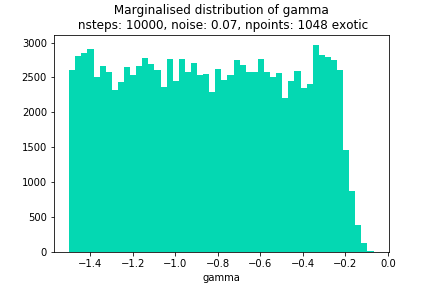 Marginalised distribution of gamma
nsteps: 10000, noise: 0.07, npoints: 1048 exotic
3000
2500
2000
1500
1000
500
0
−1.4 −1.2 −1.0 −0.8 −0.6 −0.4 −0.2 0.0
gamma